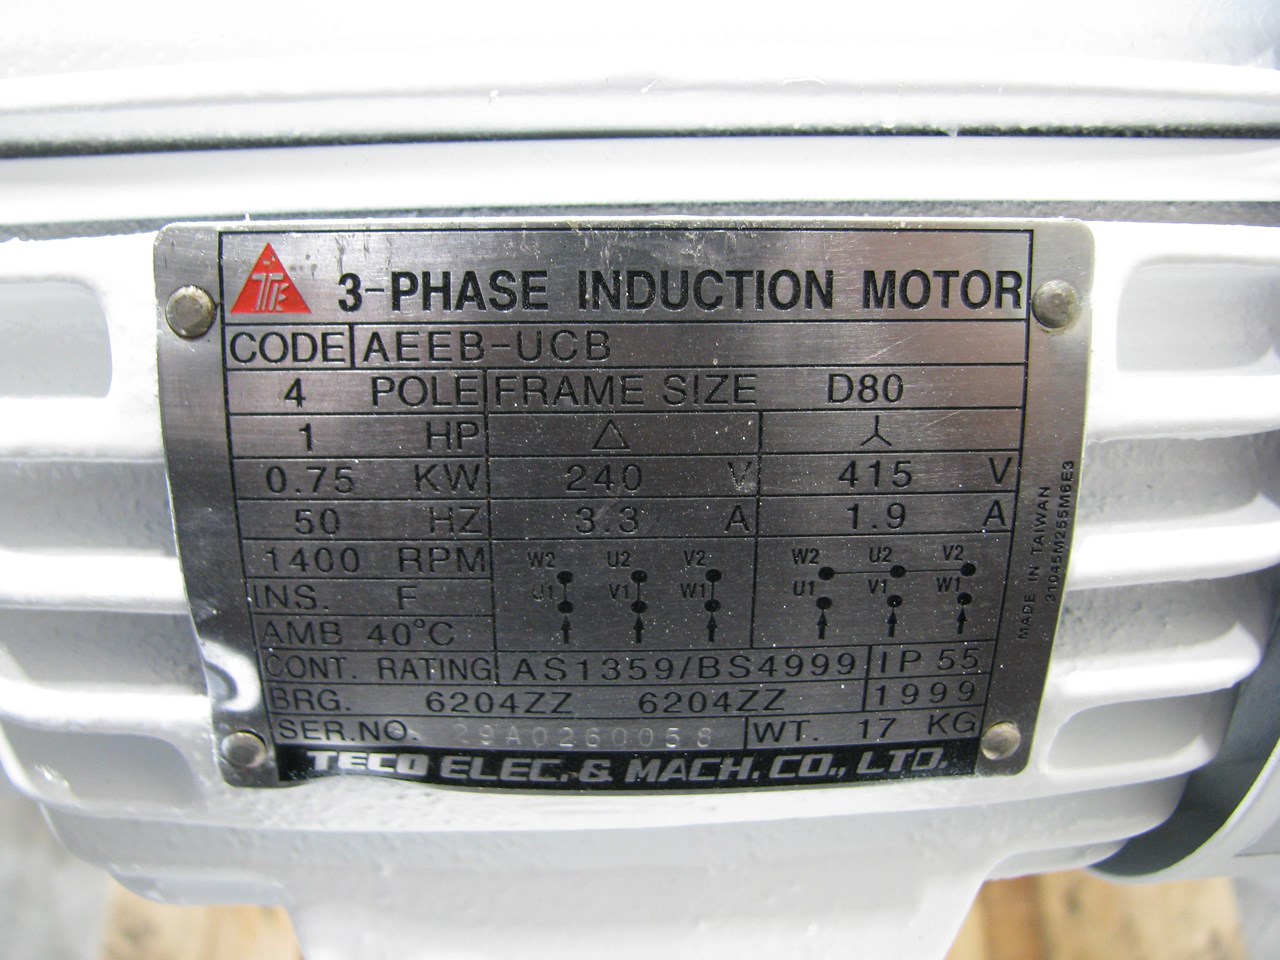 TE 3-PHASE INDUCTION MOTOR
CODE AEEB-UCB
4 POLE FRAME SIZE D80
1 HP △ 人
0.75 KW 240 V 415 V
50 HZ 3.3 A 1.9 A
1400 RPM W2 U2 V2 W2 U2 V2
INS. F U1 V1 W1 U1 V1 W1
AMB 40°C
CONT. RATING AS1359/BS4999 IP 55
BRG. 6204ZZ 6204ZZ 1999
SER.NO. 29A0260058 WT. 17 KG
TECO ELEC. & MACH. CO., LTD.
MADE IN TAIWAN
31045M255M6E3